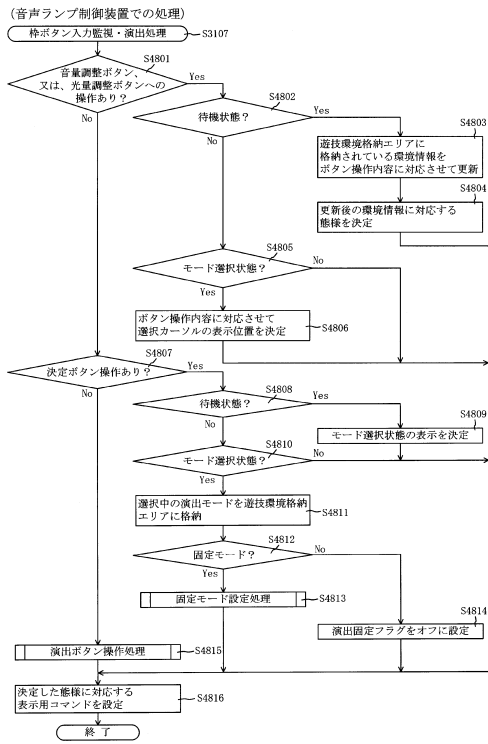 (音声ランプ制御装置での処理)
枠ボタン入力監視・演出処理
S3107
S4801
音量調整ボタン、
又は、光量調整ボタンへの
操作あり?
Yes
No
S4802
待機状態?
Yes
No
S4803
遊技環境格納エリアに
格納されている環境情報を
ボタン操作内容に対応させて更新
S4804
更新後の環境情報に対応する
態様を決定
S4805
モード選択状態?
No
Yes
ボタン操作内容に対応させて
選択カーソルの表示位置を決定
S4806
S4807
決定ボタン操作あり?
Yes
No
S4808
待機状態?
Yes
No
S4809
モード選択状態の表示を決定
S4810
モード選択状態?
No
Yes
選択中の演出モードを遊技環境格納
エリアに格納
S4811
S4812
固定モード?
No
Yes
固定モード設定処理
S4813
S4814
演出固定フラグをオフに設定
演出ボタン操作処理
S4815
決定した態様に対応する
表示用コマンドを設定
S4816
終了